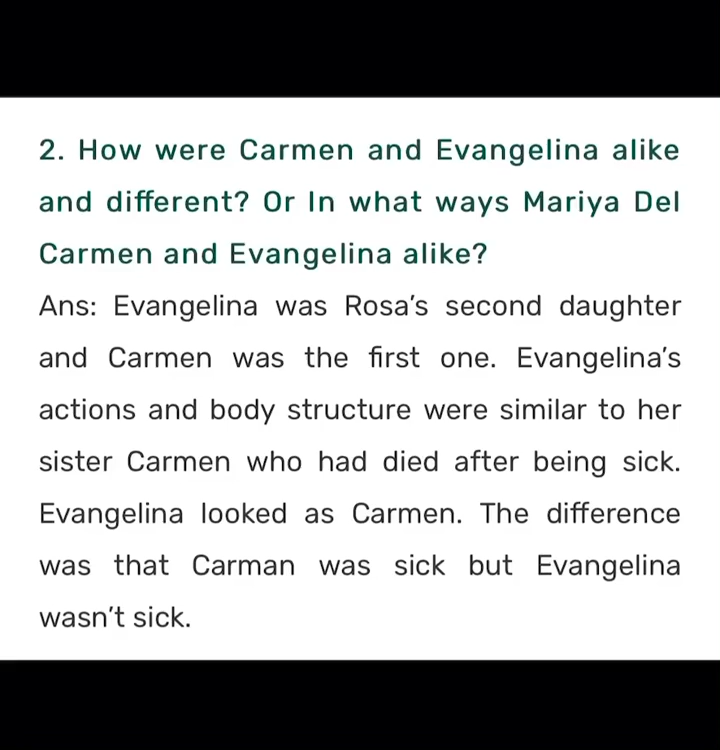 2. How were Carmen and Evangelina alike
and different? Or In what ways Mariya Del
Carmen and Evangelina alike?
Ans: Evangelina was Rosa's second daughter
and Carmen was the first one. Evangelina's
actions and body structure were similar to her
sister Carmen who had died after being sick.
Evangelina looked as Carmen. The difference
was that Carman was sick but Evangelina
wasn't sick.